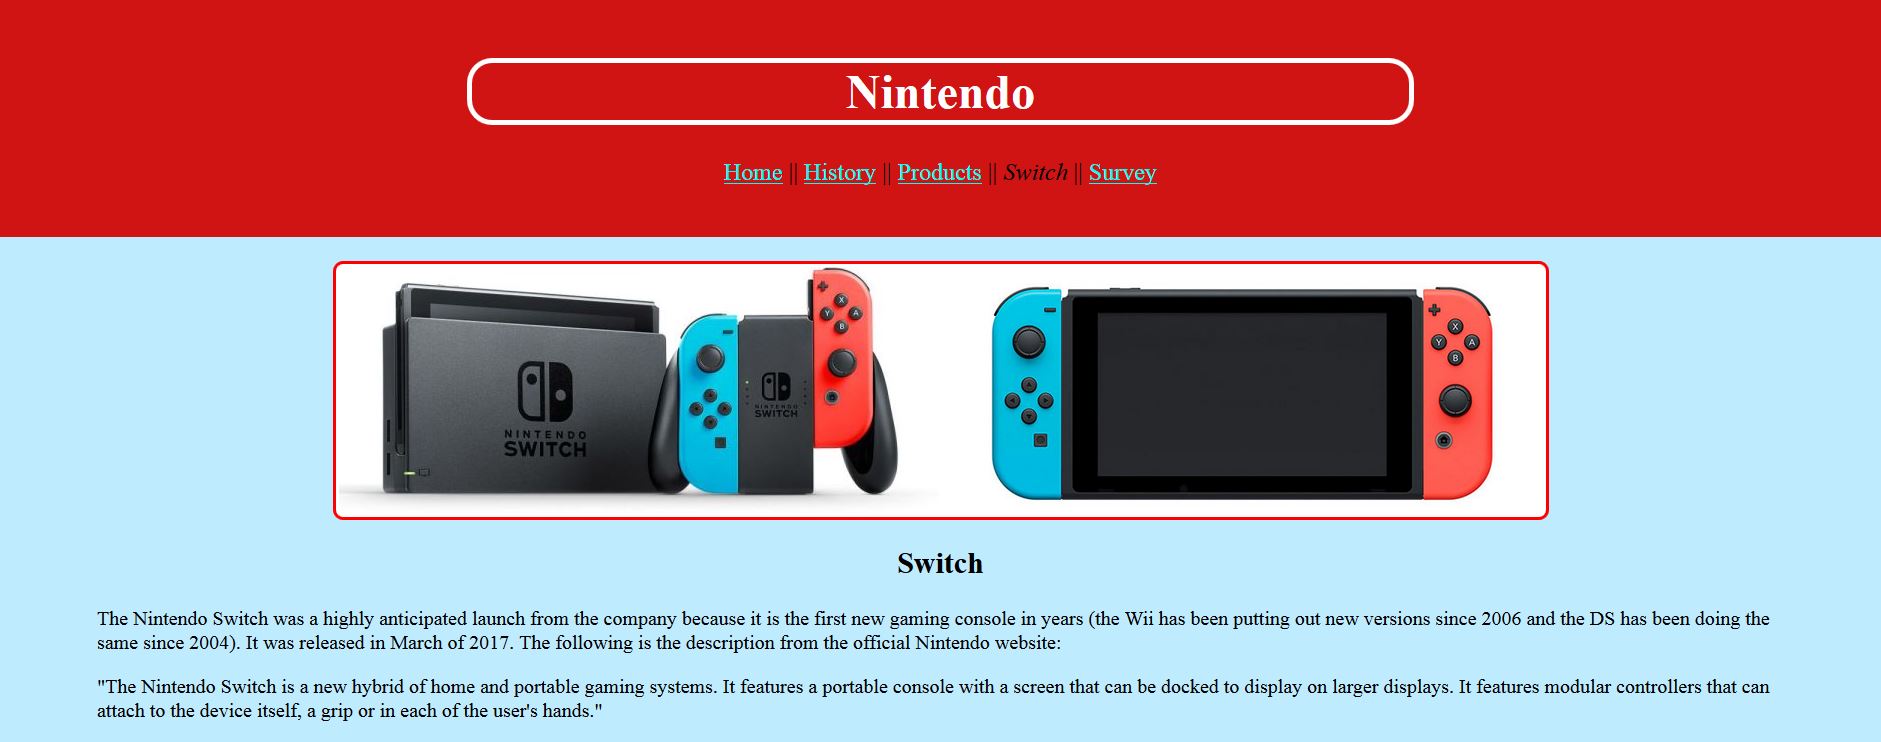 Nintendo
Home || History || Products || Switch || Survey
NINTENDO
SWITCH
NINTENDO
SWITCH
X
Y A
B
X
Y A
B
Switch
The Nintendo Switch was a highly anticipated launch from the company because it is the first new gaming console in years (the Wii has been putting out new versions since 2006 and the DS has been doing the
same since 2004). It was released in March of 2017. The following is the description from the official Nintendo website:
"The Nintendo Switch is a new hybrid of home and portable gaming systems. It features a portable console with a screen that can be docked to display on larger displays. It features modular controllers that can
attach to the device itself, a grip or in each of the user's hands."